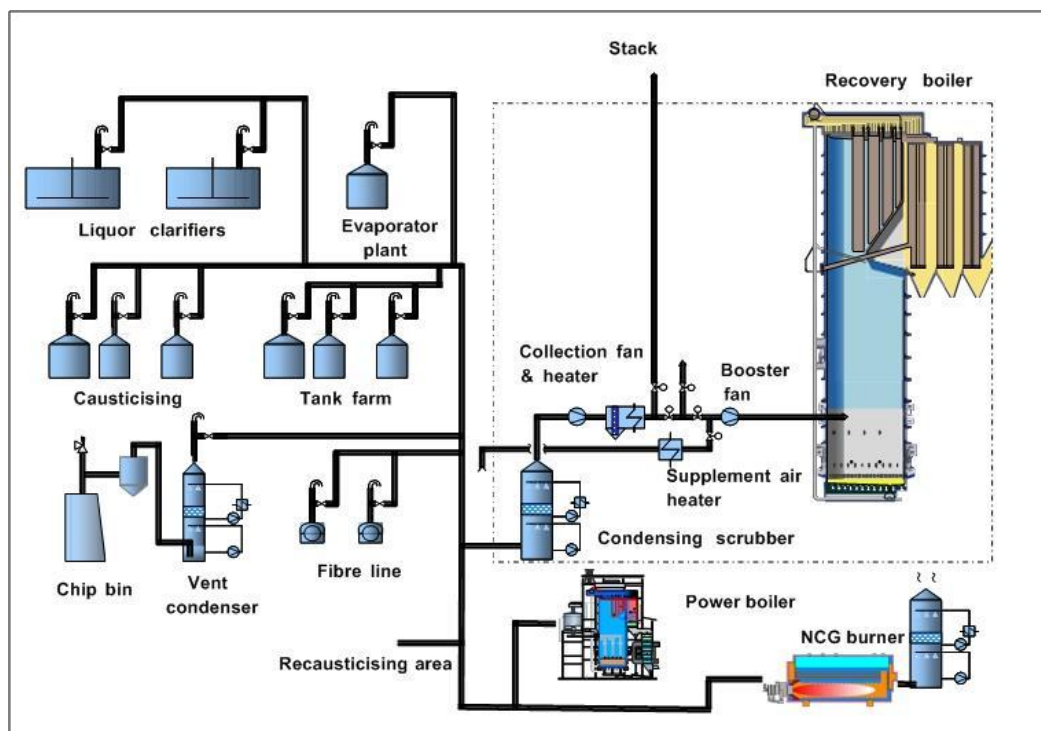 Stack
Recovery boiler
Liquor clarifiers
Evaporator
plant
Collection fan
& heater
Booster
fan
Causticising
Tank farm
Supplement air
heater
Condensing scrubber
Chip bin
Vent
condenser
Fibre line
Power boiler
NCG burner
Recausticising area